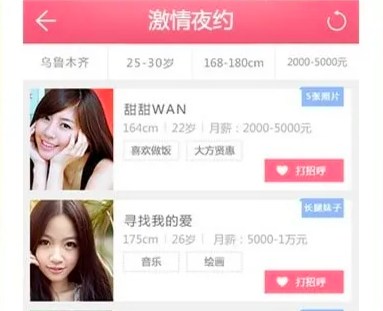 激情夜约
乌鲁木齐 25-30岁 168-180cm 2000-5000元
5张照片
甜甜WAN
164cm 22岁 月薪：2000-5000元
喜欢做饭 大方贤惠
打招呼
长腿妹子
寻找我的爱
175cm 26岁 月薪：5000-1万元
音乐 绘画
打招呼